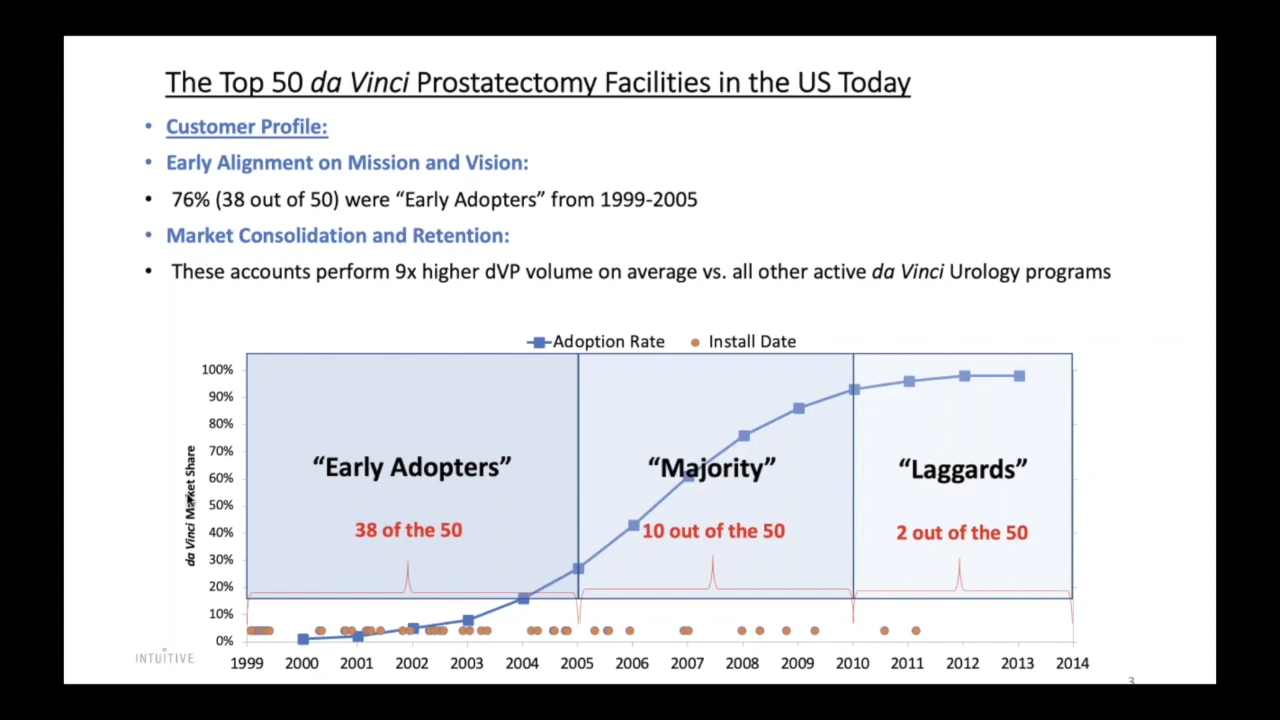 The Top 50 da Vinci Prostatectomy Facilities in the US Today
• Customer Profile:
• Early Alignment on Mission and Vision:
• 76% (38 out of 50) were “Early Adopters” from 1999-2005
• Market Consolidation and Retention:
• These accounts perform 9x higher dVP volume on average vs. all other active da Vinci Urology programs
Adoption Rate Install Date
da Vinci Market Share
100%
90%
80%
70%
60%
50%
40%
30%
20%
10%
0%
“Early Adopters” “Majority” “Laggards”
38 of the 50 10 out of the 50 2 out of the 50
1999 2000 2001 2002 2003 2004 2005 2006 2007 2008 2009 2010 2011 2012 2013 2014
INTUITIVE
3